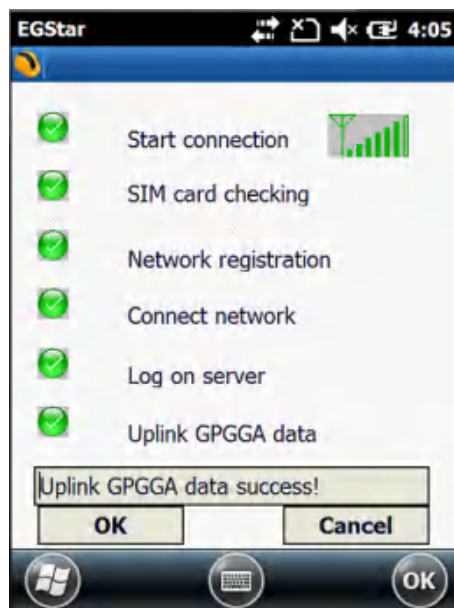 EGStar 4:05
Start connection
SIM card checking
Network registration
Connect network
Log on server
Uplink GPGGA data
Uplink GPGGA data success!
OK Cancel
OK